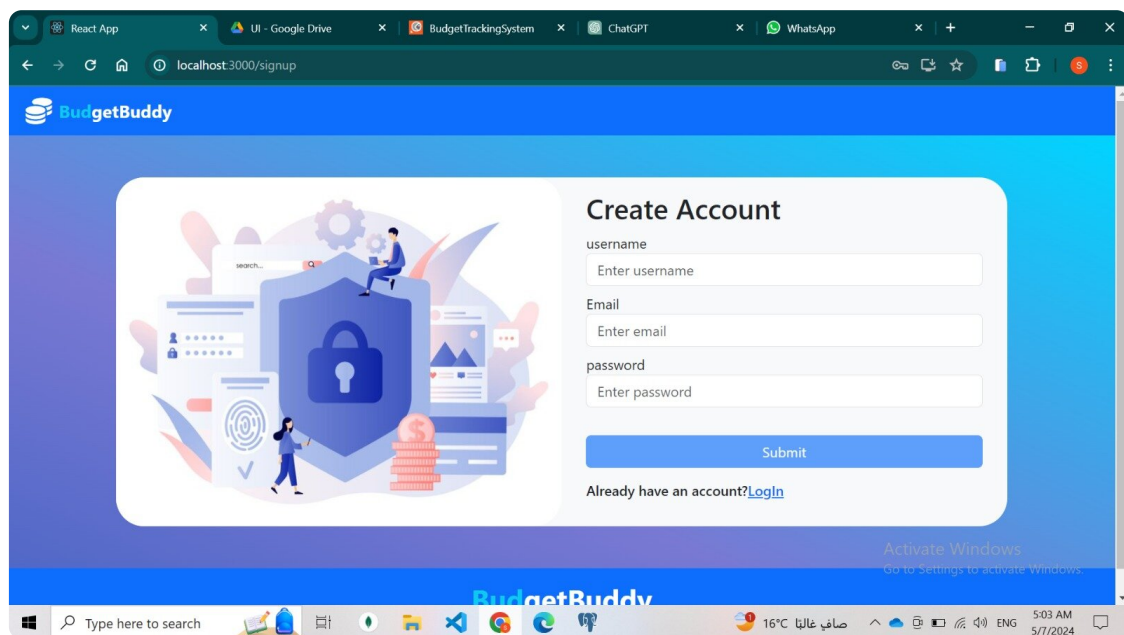 React App
UI - Google Drive
BudgetTrackingSystem
ChatGPT
WhatsApp
localhost:3000/signup
S
BudgetBuddy
search...
Create Account
username
Enter username
Email
Enter email
password
Enter password
Submit
Already have an account?LogIn
Activate Windows
Go to Settings to activate Windows.
BudgetBuddy
Type here to search
16°C صافٍ غالبًا
ENG
5:03 AM
5/7/2024